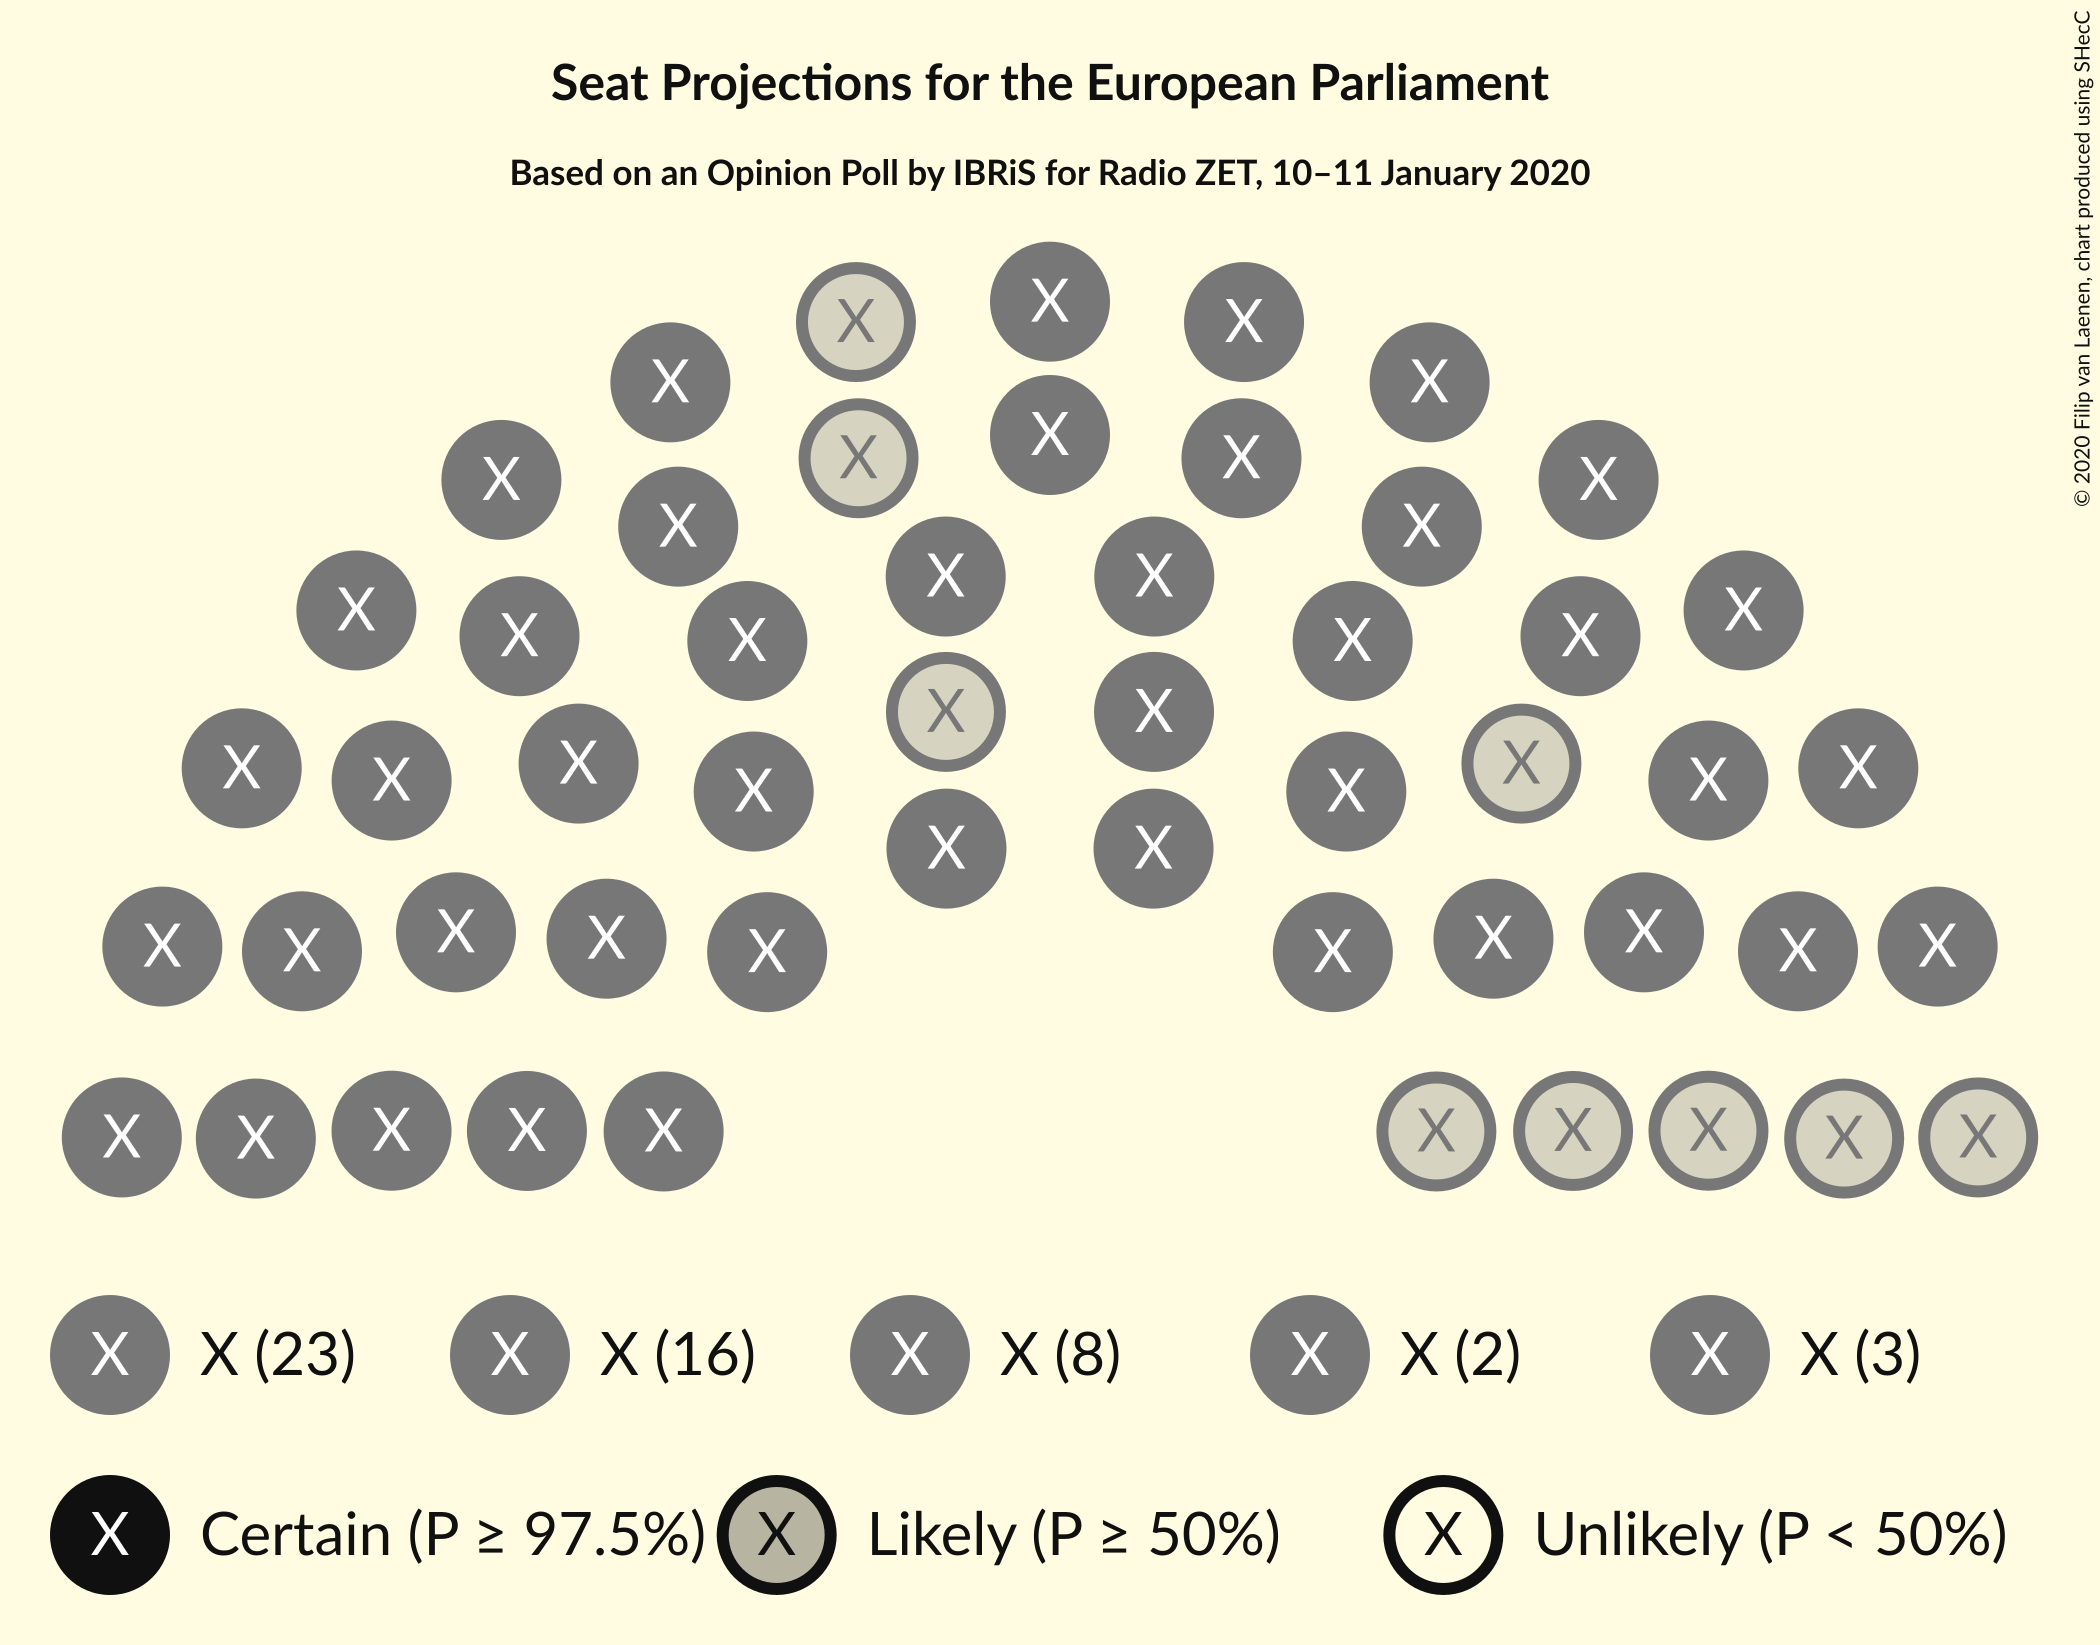 Seat Projections for the European Parliament
Based on an Opinion Poll by IBRiS for Radio ZET, 10–11 January 2020
© 2020 Filip van Laenen, chart produced using SHecC
X X X
X X
X X X
X X
X X
X X
X X X X X X
X X
X X X X X X X X
X X
X X X X X X X X X X
X X X X X X X X X X
X X (23) X X (16) X X (8) X X (2) X X (3)
X Certain (P ≥ 97.5%) X Likely (P ≥ 50%) X Unlikely (P < 50%)